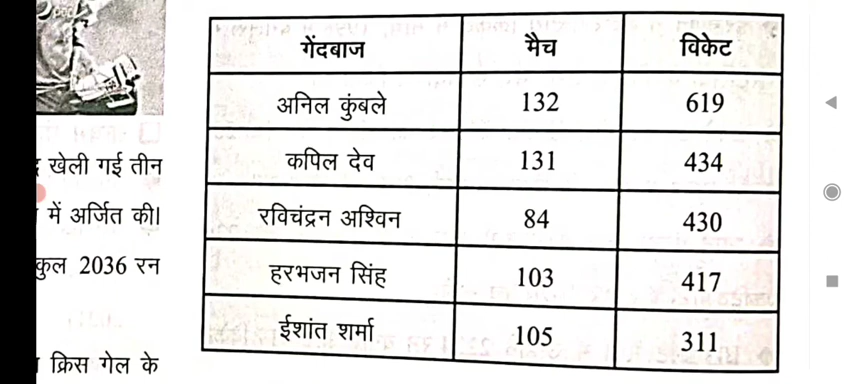 खेली गई तीन
में अर्जित की।
कुल 2036 रन
क्रिस गेल के
गेंदबाज मैच विकेट
अनिल कुंबले 132 619
कपिल देव 131 434
रविचंद्रन अश्विन 84 430
हरभजन सिंह 103 417
ईशांत शर्मा 105 311